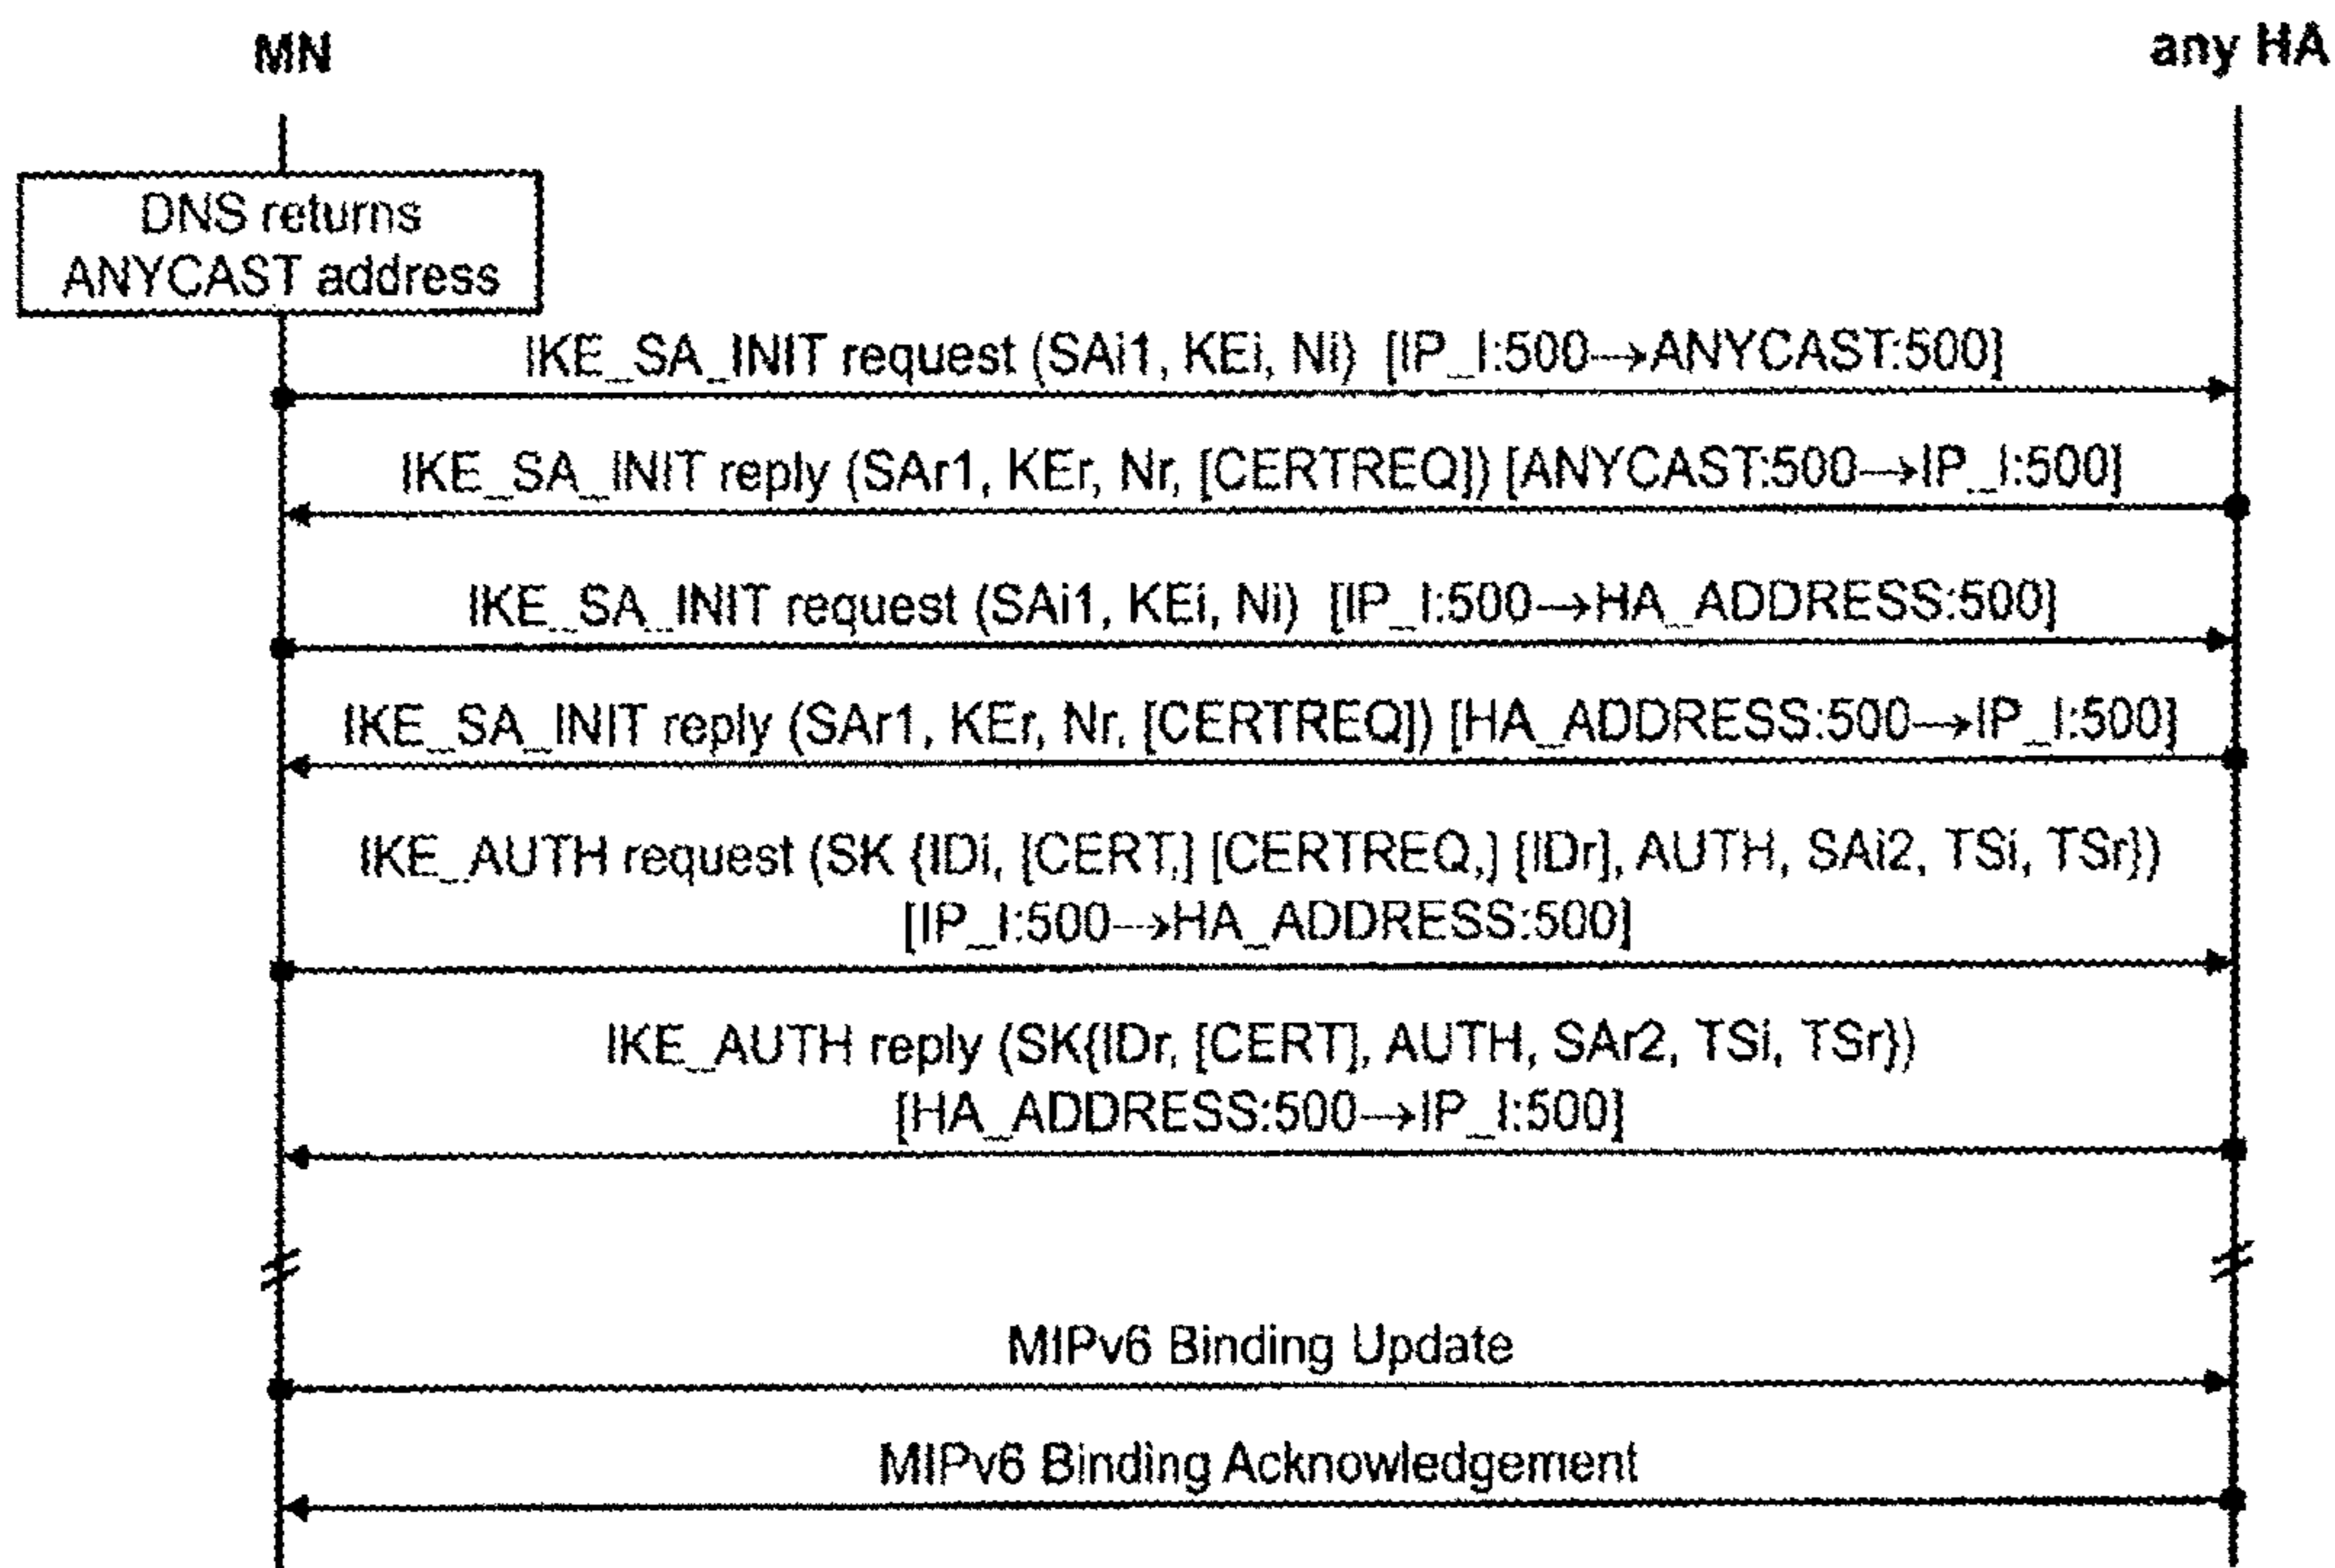 MN
any HA
DNS returns
ANYCAST address
IKE_SA_INIT request (SAi1, KEi, Ni) [IP_I:500→ANYCAST:500]
IKE_SA_INIT reply (SAr1, KEr, Nr, [CERTREQ]) [ANYCAST:500→IP_I:500]
IKE_SA_INIT request (SAi1, KEi, Ni) [IP_I:500→HA_ADDRESS:500]
IKE_SA_INIT reply (SAr1, KEr, Nr, [CERTREQ]) [HA_ADDRESS:500→IP_I:500]
IKE_AUTH request (SK {IDi, [CERT,] [CERTREQ,] [IDr], AUTH, SAi2, TSi, TSr})
[IP_I:500→HA_ADDRESS:500]
IKE_AUTH reply (SK{IDr, [CERT], AUTH, SAr2, TSi, TSr})
[HA_ADDRESS:500→IP_I:500]
MIPv6 Binding Update
MIPv6 Binding Acknowledgement